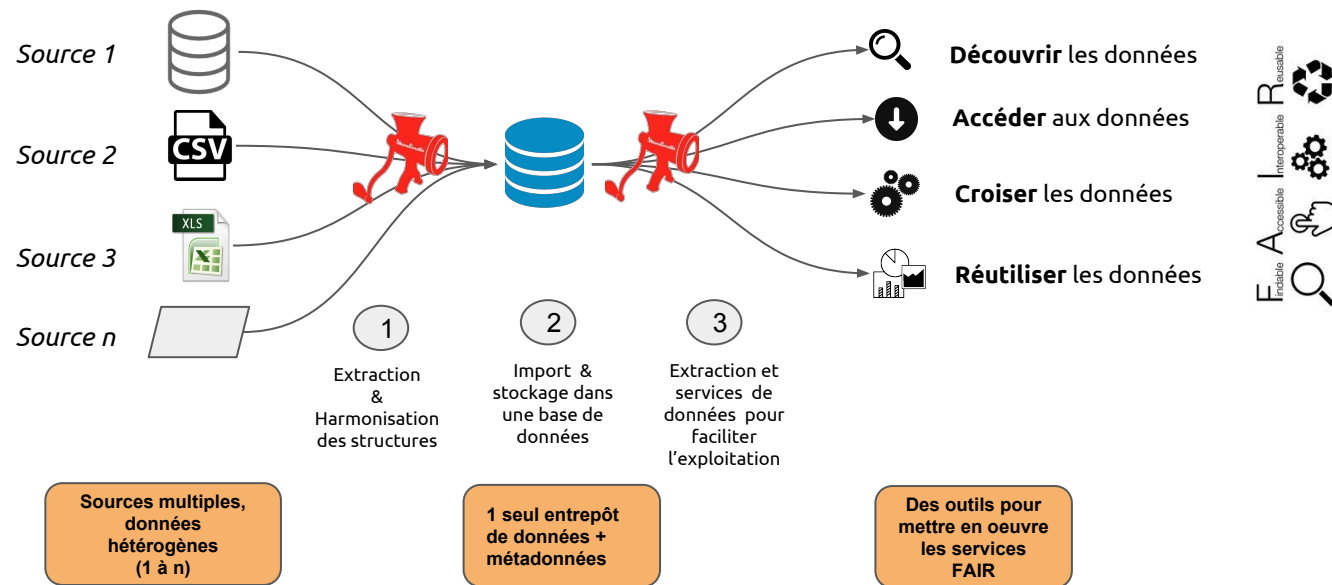 Source 1
Source 2
Source 3
Source n
CSV
XLS
Découvrir les données
Accéder aux données
Croiser les données
Réutiliser les données
Reusable
Interoperable
Accessible
Findable
1
Extraction
&
Harmonisation
des structures
2
Import &
stockage dans
une base de
données
3
Extraction et
services de
données pour
faciliter
l'exploitation
Sources multiples,
données
hétérogènes
(1 à n)
1 seul entrepôt
de données +
métadonnées
Des outils pour
mettre en oeuvre
les services
FAIR